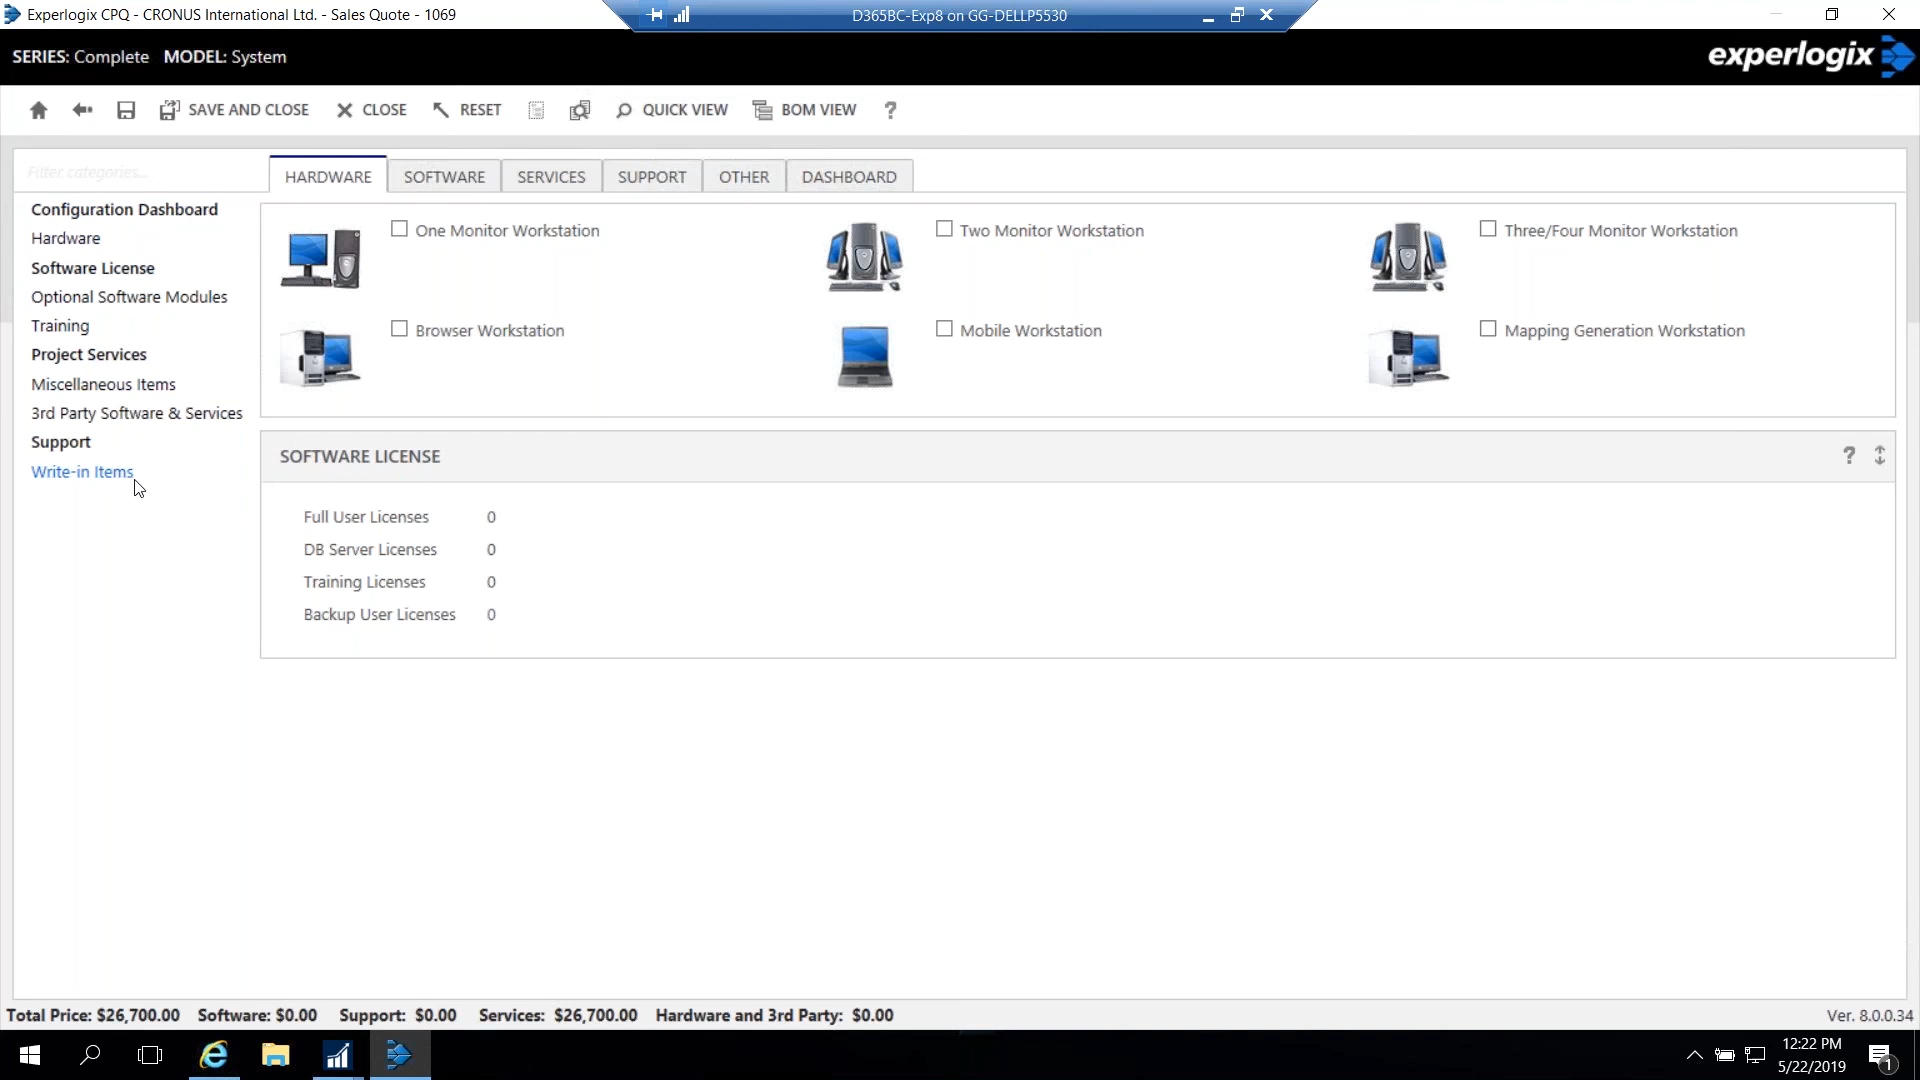 Experlogix CPQ - CRONUS International Ltd. - Sales Quote - 1069
D365BC-Exp8 on GG-DELLP5530
SERIES: Complete MODEL: System
experlogix
SAVE AND CLOSE
CLOSE
RESET
QUICK VIEW
BOM VIEW
?
Filter categories...
HARDWARE
SOFTWARE
SERVICES
SUPPORT
OTHER
DASHBOARD
Configuration Dashboard
Hardware
Software License
Optional Software Modules
Training
Project Services
Miscellaneous Items
3rd Party Software & Services
Support
Write-in Items
One Monitor Workstation
Two Monitor Workstation
Three/Four Monitor Workstation
Browser Workstation
Mobile Workstation
Mapping Generation Workstation
SOFTWARE LICENSE
?
Full User Licenses 0
DB Server Licenses 0
Training Licenses 0
Backup User Licenses 0
Total Price: $26,700.00 Software: $0.00 Support: $0.00 Services: $26,700.00 Hardware and 3rd Party: $0.00
Ver. 8.0.0.34
12:22 PM
5/22/2019
1